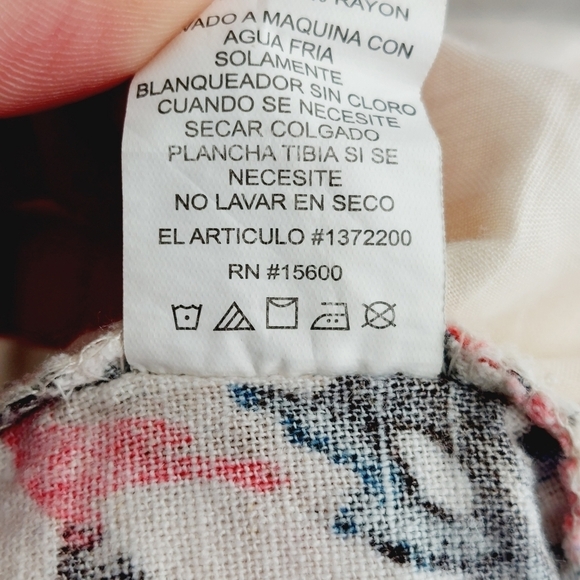 RAYON
VADO A MAQUINA CON
AGUA FRIA
SOLAMENTE
BLANQUEADOR SIN CLORO
CUANDO SE NECESITE
SECAR COLGADO
PLANCHA TIBIA SI SE
NECESITE
NO LAVAR EN SECO
EL ARTICULO #1372200
RN #15600